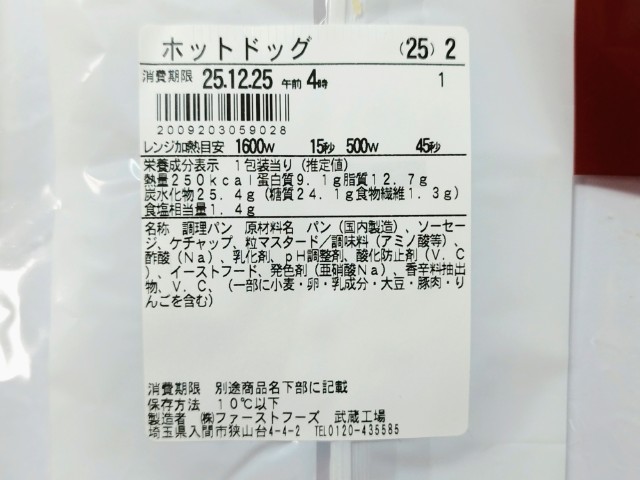 ホットドッグ (25) 2
消費期限 25.12.25 午前 4時 1
2009203059028
レンジ加熱目安 1600W 15秒 500W 45秒
栄養成分表示 1包装当り (推定値)
熱量250kcal蛋白質9.1g脂質12.7g
炭水化物25.4g(糖質24.1g食物繊維1.3g)
食塩相当量1.4g
名称 調理パン 原材料名 パン(国内製造)、ソーセー
ジ、ケチャップ、粒マスタード/調味料(アミノ酸等)、
酢酸(Na)、乳化剤、pH調整剤、酸化防止剤(V.C
)、イーストフード、発色剤(亜硝酸Na)、香辛料抽出
物、V.C、(一部に小麦・卵・乳成分・大豆・豚肉・り
んごを含む)
消費期限 別途商品名下部に記載
保存方法 10℃以下
製造者 ㈱ファーストフーズ 武蔵工場
埼玉県入間市狭山台4-4-2 TEL0120-435585